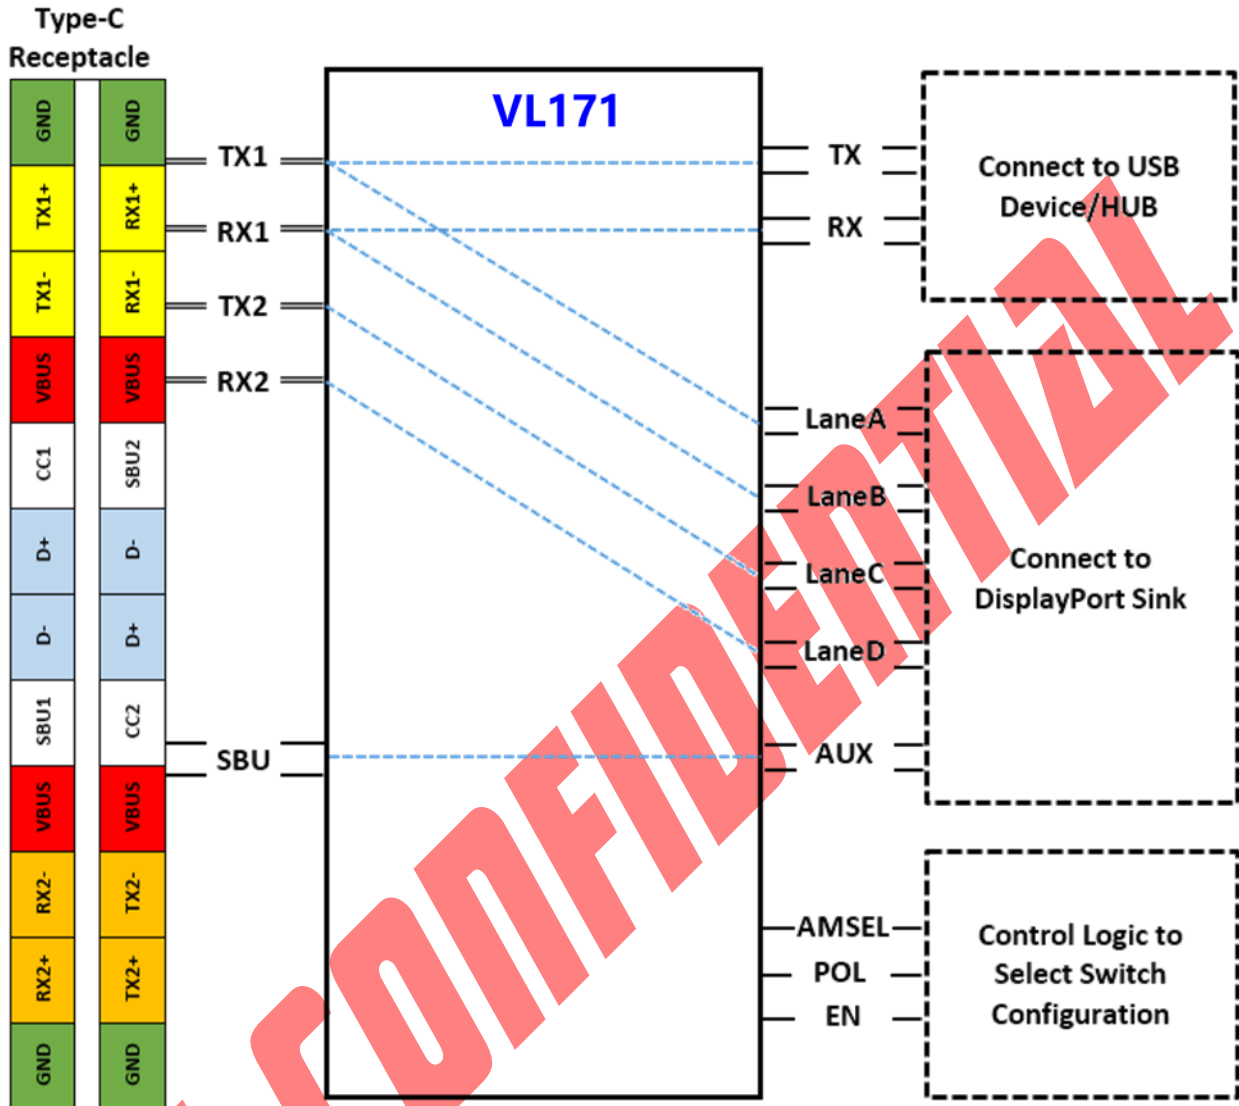 Type-C
Receptacle
GND
GND
TX1+
RX1+
TX1-
RX1-
VBUS
VBUS
CC1
SBU2
D+
D-
D-
D+
SBU1
CC2
VBUS
VBUS
RX2-
TX2-
RX2+
TX2+
GND
GND
TX1
RX1
TX2
RX2
SBU
VL171
TX
RX
LaneA
LaneB
LaneC
LaneD
AUX
AMSEL
POL
EN
Connect to USB
Device/HUB
Connect to
DisplayPort Sink
Control Logic to
Select Switch
Configuration
CONFIDENTIAL